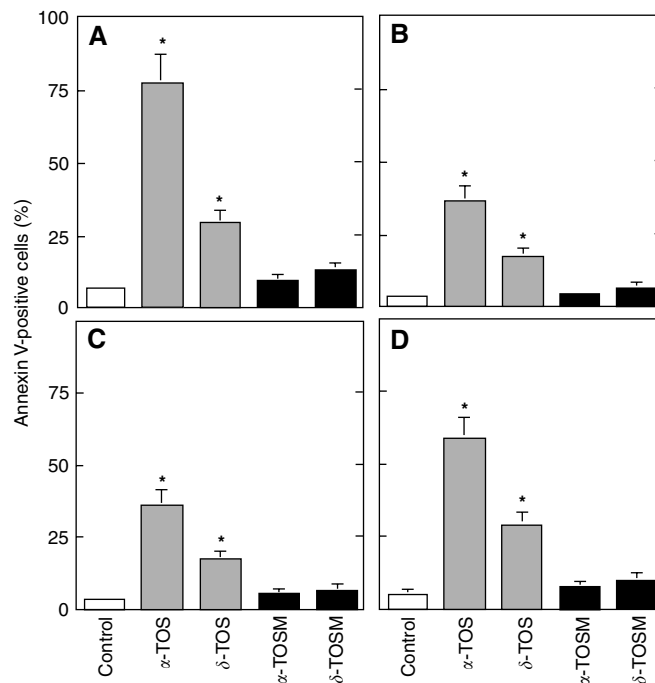 Annexin V-positive cells (%)
100
75
50
25
0
A
*
*
B
*
*
75
50
25
0
C
*
*
D
*
*
Control
α-TOS
δ-TOS
α-TOSM
δ-TOSM
Control
α-TOS
δ-TOS
α-TOSM
δ-TOSM